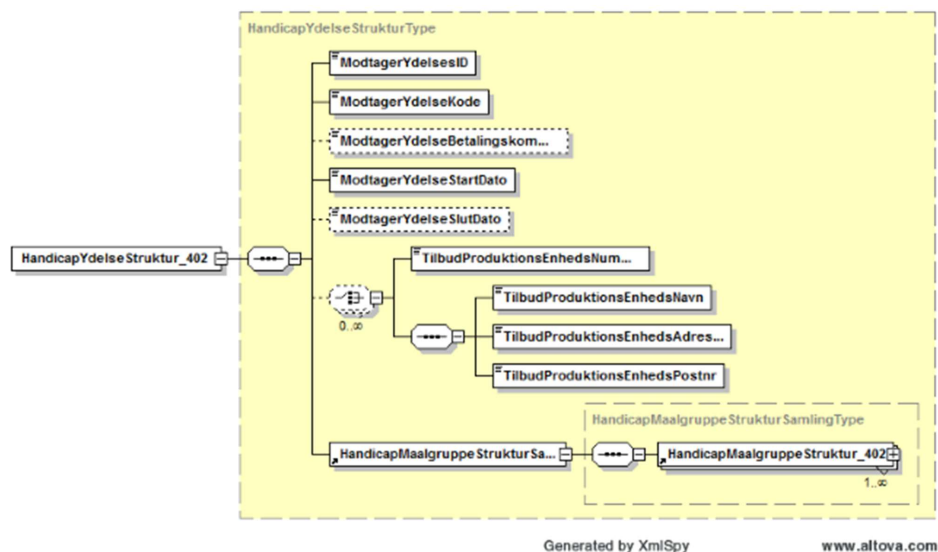 HandicapYdelseStrukturType
ModtagerYdelsesID
ModtagerYdelseKode
ModtagerYdelseBetalingskom...
ModtagerYdelseStartDato
ModtagerYdelseSlutDato
HandicapYdelseStruktur_402
TilbudProduktionsEnhedsNum...
0..∞
TilbudProduktionsEnhedsNavn
TilbudProduktionsEnhedsAdres...
TilbudProduktionsEnhedsPostnr
HandicapMaalgruppeStrukturSamlingType
HandicapMaalgruppeStrukturSa...
HandicapMaalgruppeStruktur_402
1..∞
Generated by XmlSpy
www.altova.com